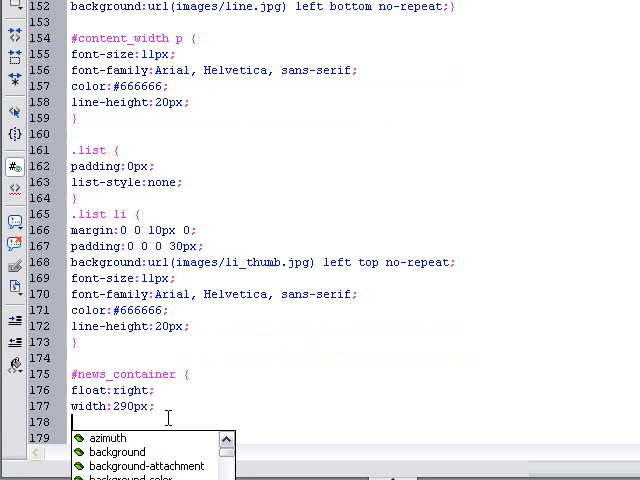 152 background:url(images/line.jpg) left bottom no-repeat;}
153
154 #content_width p {
155 font-size:11px;
156 font-family:Arial, Helvetica, sans-serif;
157 color:#666666;
158 line-height:20px;
159 }
160
161 .list {
162 padding:0px;
163 list-style:none;
164 }
165 .list li {
166 margin:0 0 10px 0;
167 padding:0 0 0 30px;
168 background:url(images/li_thumb.jpg) left top no-repeat;
169 font-size:11px;
170 font-family:Arial, Helvetica, sans-serif;
171 color:#666666;
172 line-height:20px;
173 }
174
175 #news_container {
176 float:right;
177 width:290px;
178
azimuth
179
background
background-attachment
background-color